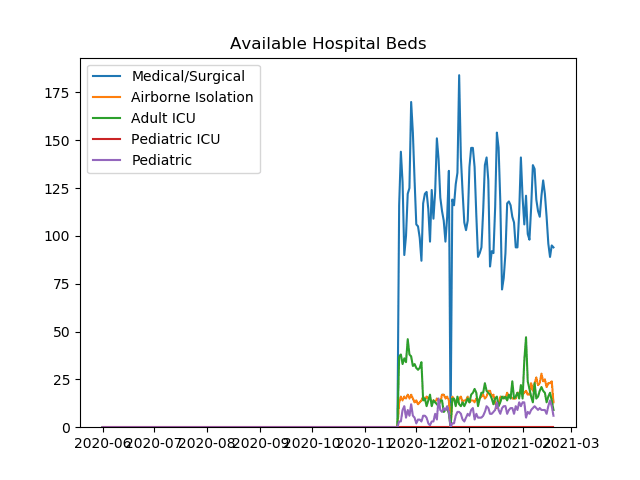 Available Hospital Beds
Medical/Surgical
Airborne Isolation
Adult ICU
Pediatric ICU
Pediatric
175
150
125
100
75
50
25
0
2020-06 2020-07 2020-08 2020-09 2020-10 2020-11 2020-12 2021-01 2021-02 2021-03